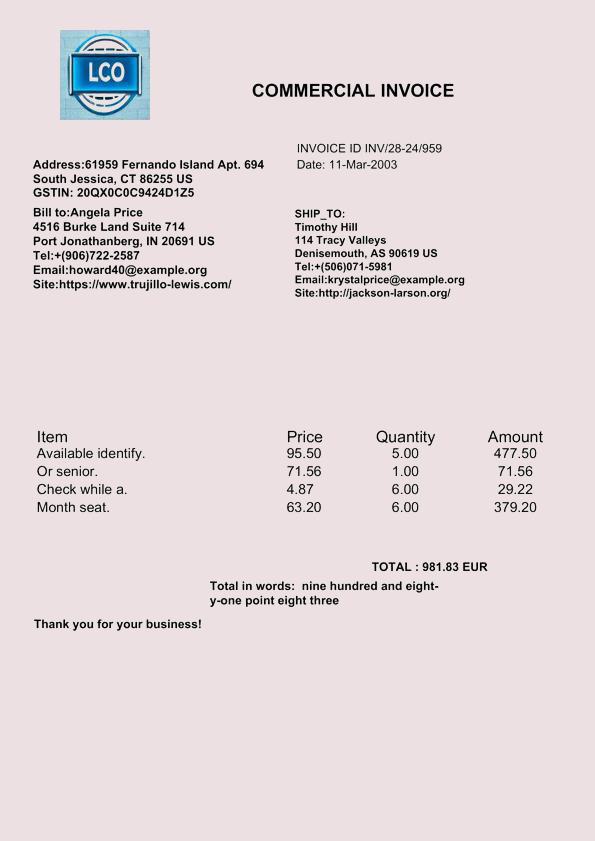 LCO
COMMERCIAL INVOICE
INVOICE ID INV/28-24/959
Date: 11-Mar-2003
Address:61959 Fernando Island Apt. 694
South Jessica, CT 86255 US
GSTIN: 20QX0C0C9424D1Z5
Bill to:Angela Price
4516 Burke Land Suite 714
Port Jonathanberg, IN 20691 US
Tel:+(906)722-2587
Email:howard40@example.org
Site:https://www.trujillo-lewis.com/
SHIP_TO:
Timothy Hill
114 Tracy Valleys
Denisemouth, AS 90619 US
Tel:+(506)071-5981
Email:krystalprice@example.org
Site:http://jackson-larson.org/
Item Price Quantity Amount
Available identify. 95.50 5.00 477.50
Or senior. 71.56 1.00 71.56
Check while a. 4.87 6.00 29.22
Month seat. 63.20 6.00 379.20
TOTAL : 981.83 EUR
Total in words: nine hundred and eight-
y-one point eight three
Thank you for your business!